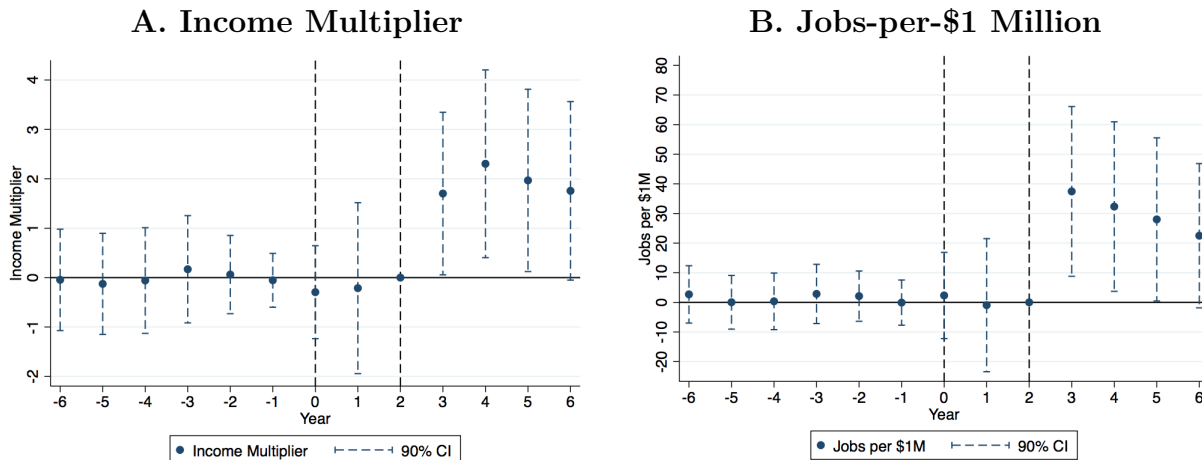 A. Income Multiplier
Income Multiplier
4
3
2
1
0
-1
-2
-6 -5 -4 -3 -2 -1 0 1 2 3 4 5 6
Year
Income Multiplier 90% CI
B. Jobs-per-$1 Million
Jobs per $1M
80
70
60
50
40
30
20
10
0
-10
-20
-6 -5 -4 -3 -2 -1 0 1 2 3 4 5 6
Year
Jobs per $1M 90% CI